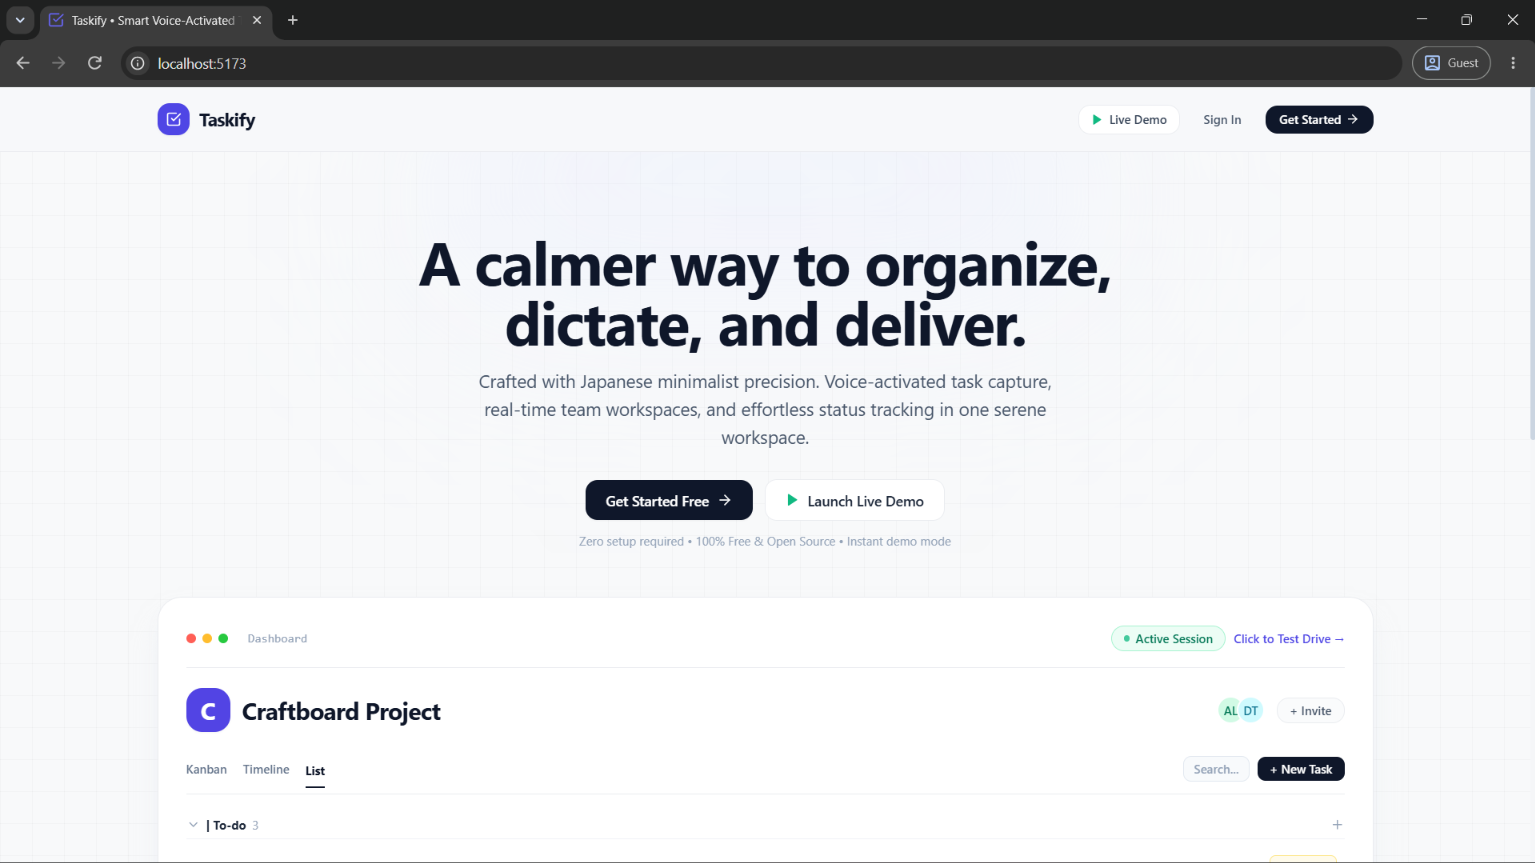 Taskify • Smart Voice-Activated
localhost:5173
Guest
Taskify
Live Demo
Sign In
Get Started →
A calmer way to organize,
dictate, and deliver.
Crafted with Japanese minimalist precision. Voice-activated task capture,
real-time team workspaces, and effortless status tracking in one serene
workspace.
Get Started Free →
Launch Live Demo
Zero setup required • 100% Free & Open Source • Instant demo mode
Dashboard
Active Session
Click to Test Drive →
C
Craftboard Project
AL
DT
+ Invite
Kanban
Timeline
List
Search...
+ New Task
| To-do 3
+